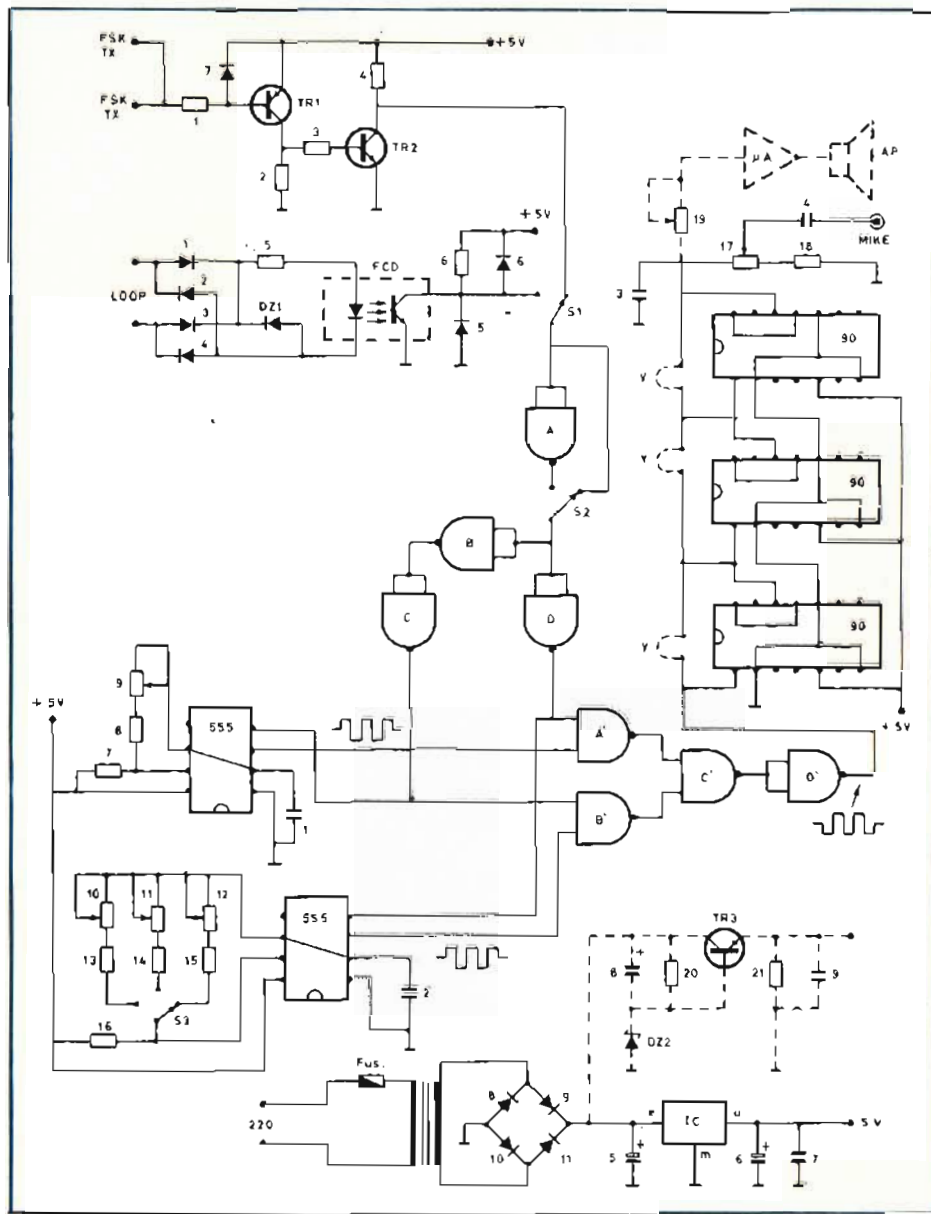 FSK TX
+5V
7
4
FSK TX
1
TR1
3
TR2
2
µA
AP
19
4
MIKE
17
18
3
+5V
1
5
FCD
6
6
2
LOOP
3
DZ1
5
S1
4
90
Y
A
Y
90
S2
B
C
D
90
Y
9
+5V
8
555
+5V
7
A'
C'
D'
1
B'
10
11
12
555
TR3
13
14
15
8
+
20
21
9
2
S3
16
DZ2
Fus.
8
9
220
e
IC
u
5V
10
11
5
+
m
6
+
7